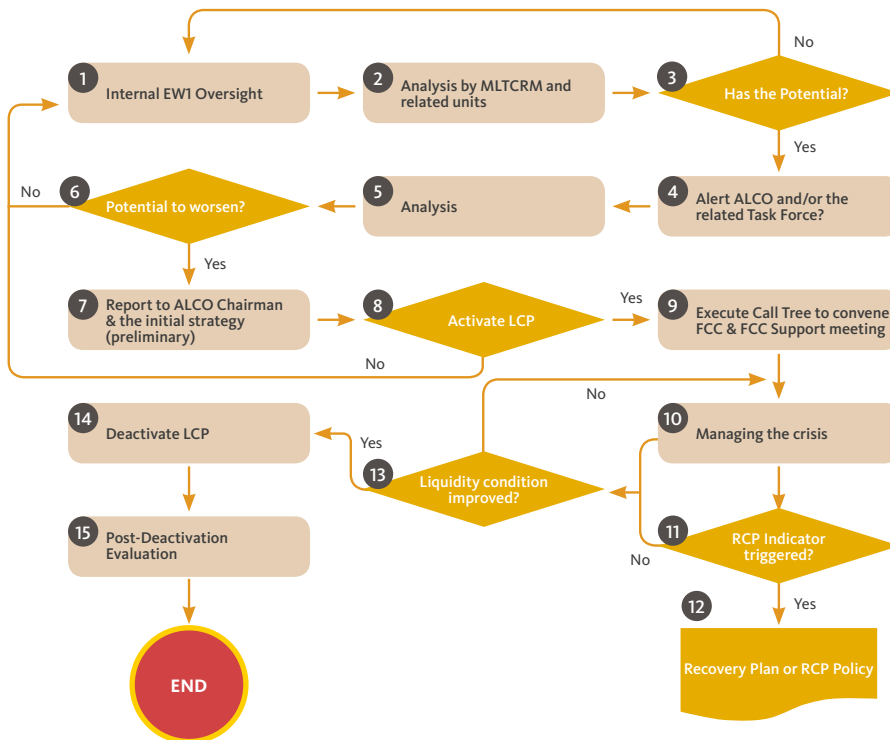 No
1
Internal EW1 Oversight
2
Analysis by MLTCRM and
related units
3
Has the Potential?
Yes
No
6
Potential to worsen?
5
Analysis
4
Alert ALCO and/or the
related Task Force?
Yes
7
Report to ALCO Chairman
& the initial strategy
(preliminary)
8
Activate LCP
Yes
9
Execute Call Tree to convene
FCC & FCC Support meeting
No
No
14
Deactivate LCP
Yes
13
Liquidity condition
improved?
10
Managing the crisis
15
Post-Deactivation
Evaluation
11
RCP Indicator
triggered?
No
Yes
12
Recovery Plan or RCP Policy
END